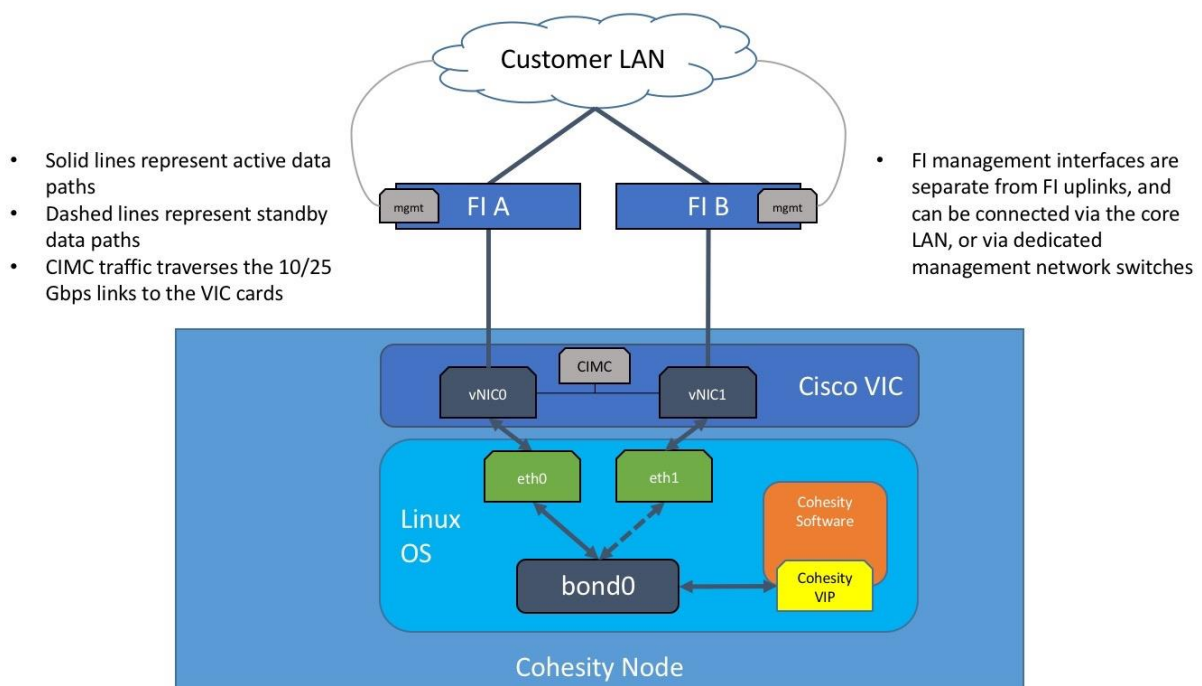 Customer LAN
• Solid lines represent active data
paths
• Dashed lines represent standby
data paths
• CIMC traffic traverses the 10/25
Gbps links to the VIC cards
mgmt
FI A
FI B
mgmt
• FI management interfaces are
separate from FI uplinks, and
can be connected via the core
LAN, or via dedicated
management network switches
CIMC
vNIC0
vNIC1
Cisco VIC
eth0
eth1
Linux
OS
Cohesity
Software
bond0
Cohesity
VIP
Cohesity Node